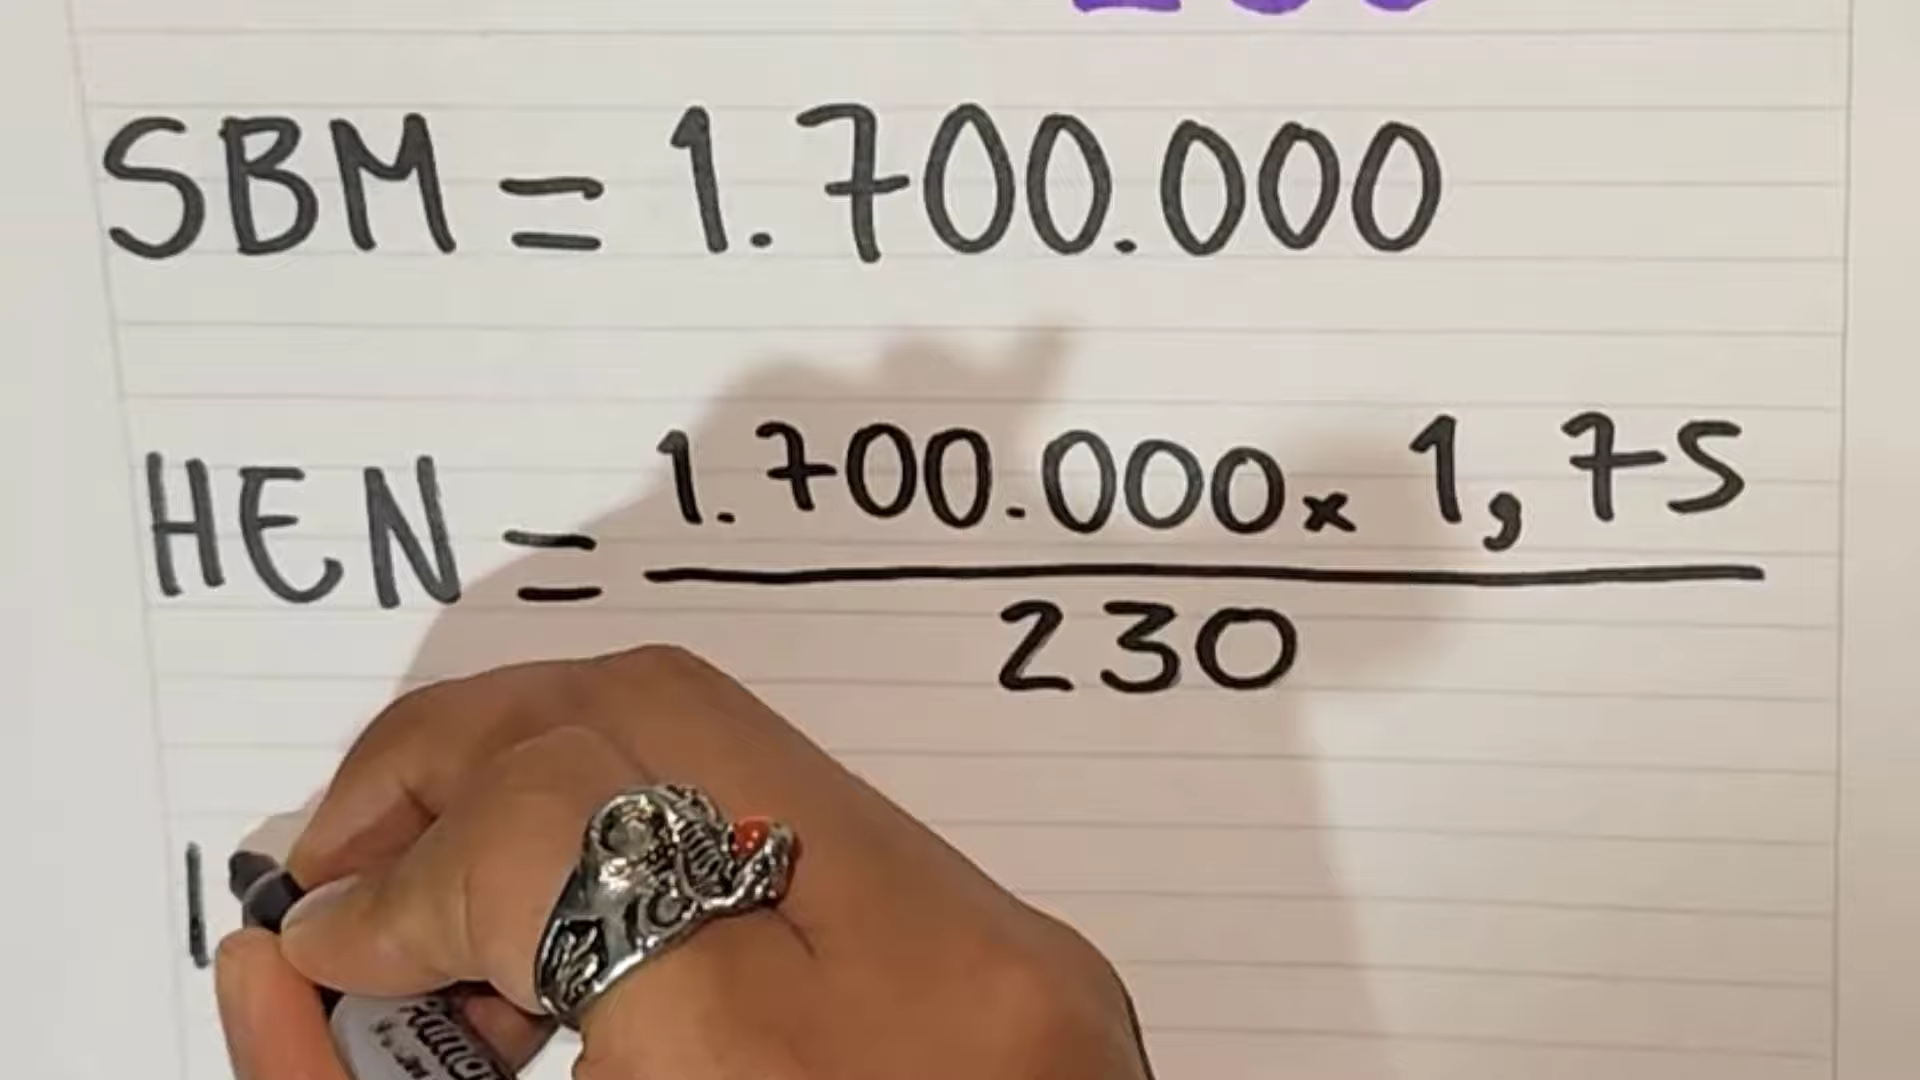 SBM = 1.700.000
HEN = 1.700.000 x 1,75
230